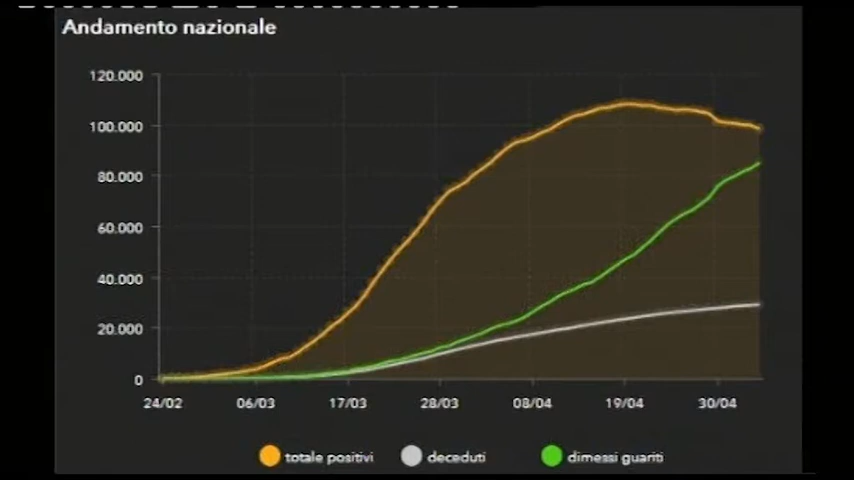 Andamento nazionale
120.000
100.000
80.000
60.000
40.000
20.000
0
24/02 06/03 17/03 28/03 08/04 19/04 30/04
totale positivi deceduti dimessi guariti